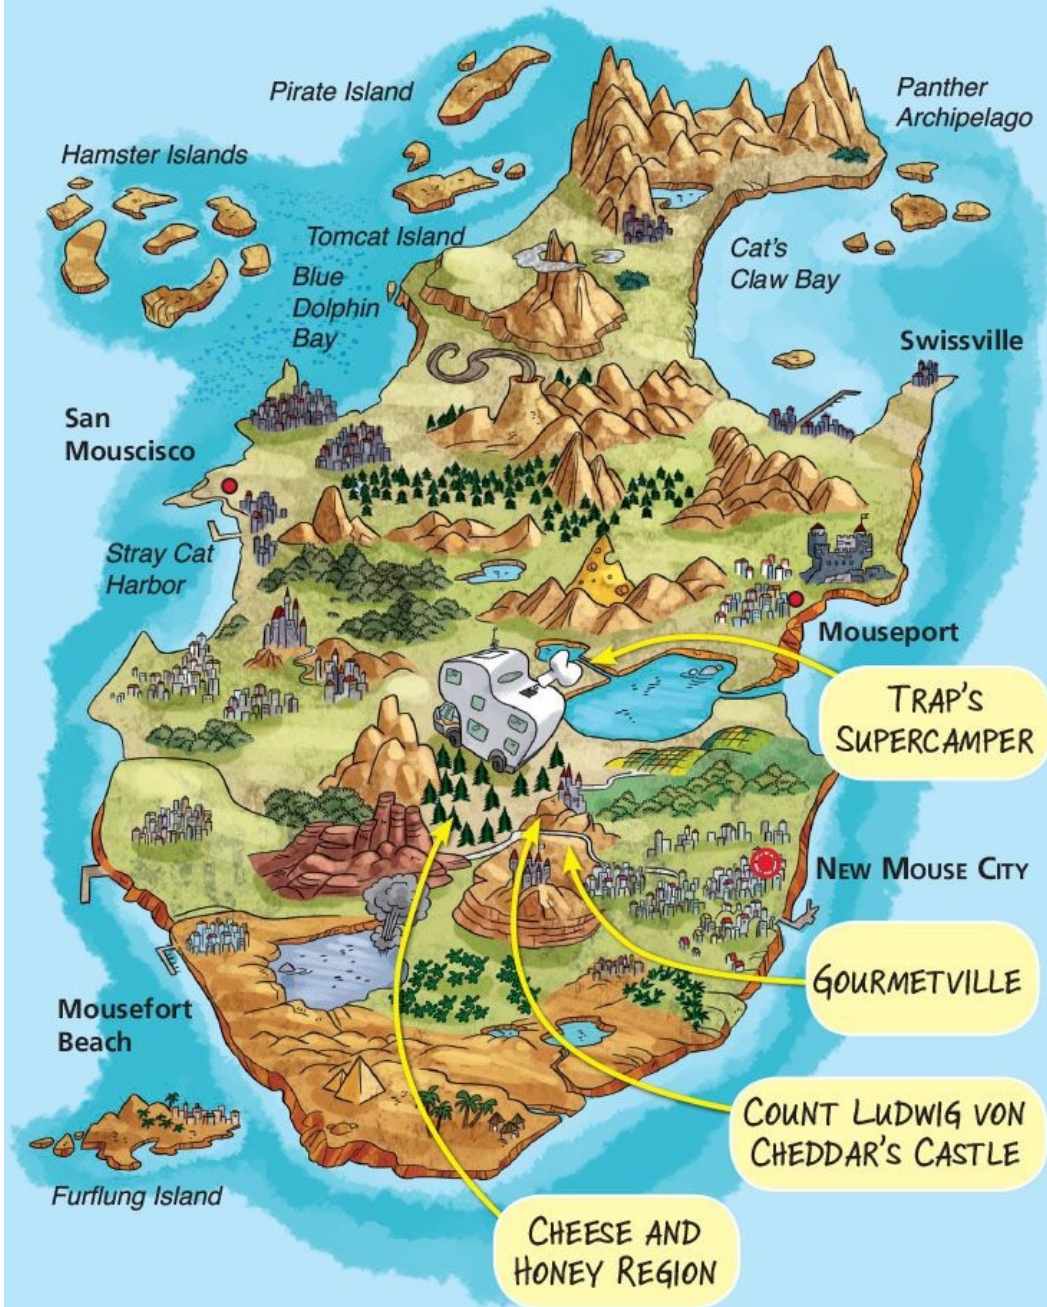 Pirate Island
Panther
Archipelago
Hamster Islands
Tomcat Island
Cat's
Claw Bay
Blue
Dolphin
Bay
Swissville
San
Mouscisco
Stray Cat
Harbor
Mouseport
TRAP'S
SUPERCAMPER
NEW MOUSE CITY
GOURMETVILLE
Mousefort
Beach
COUNT LUDWIG VON
CHEDDAR'S CASTLE
Furflung Island
CHEESE AND
HONEY REGION